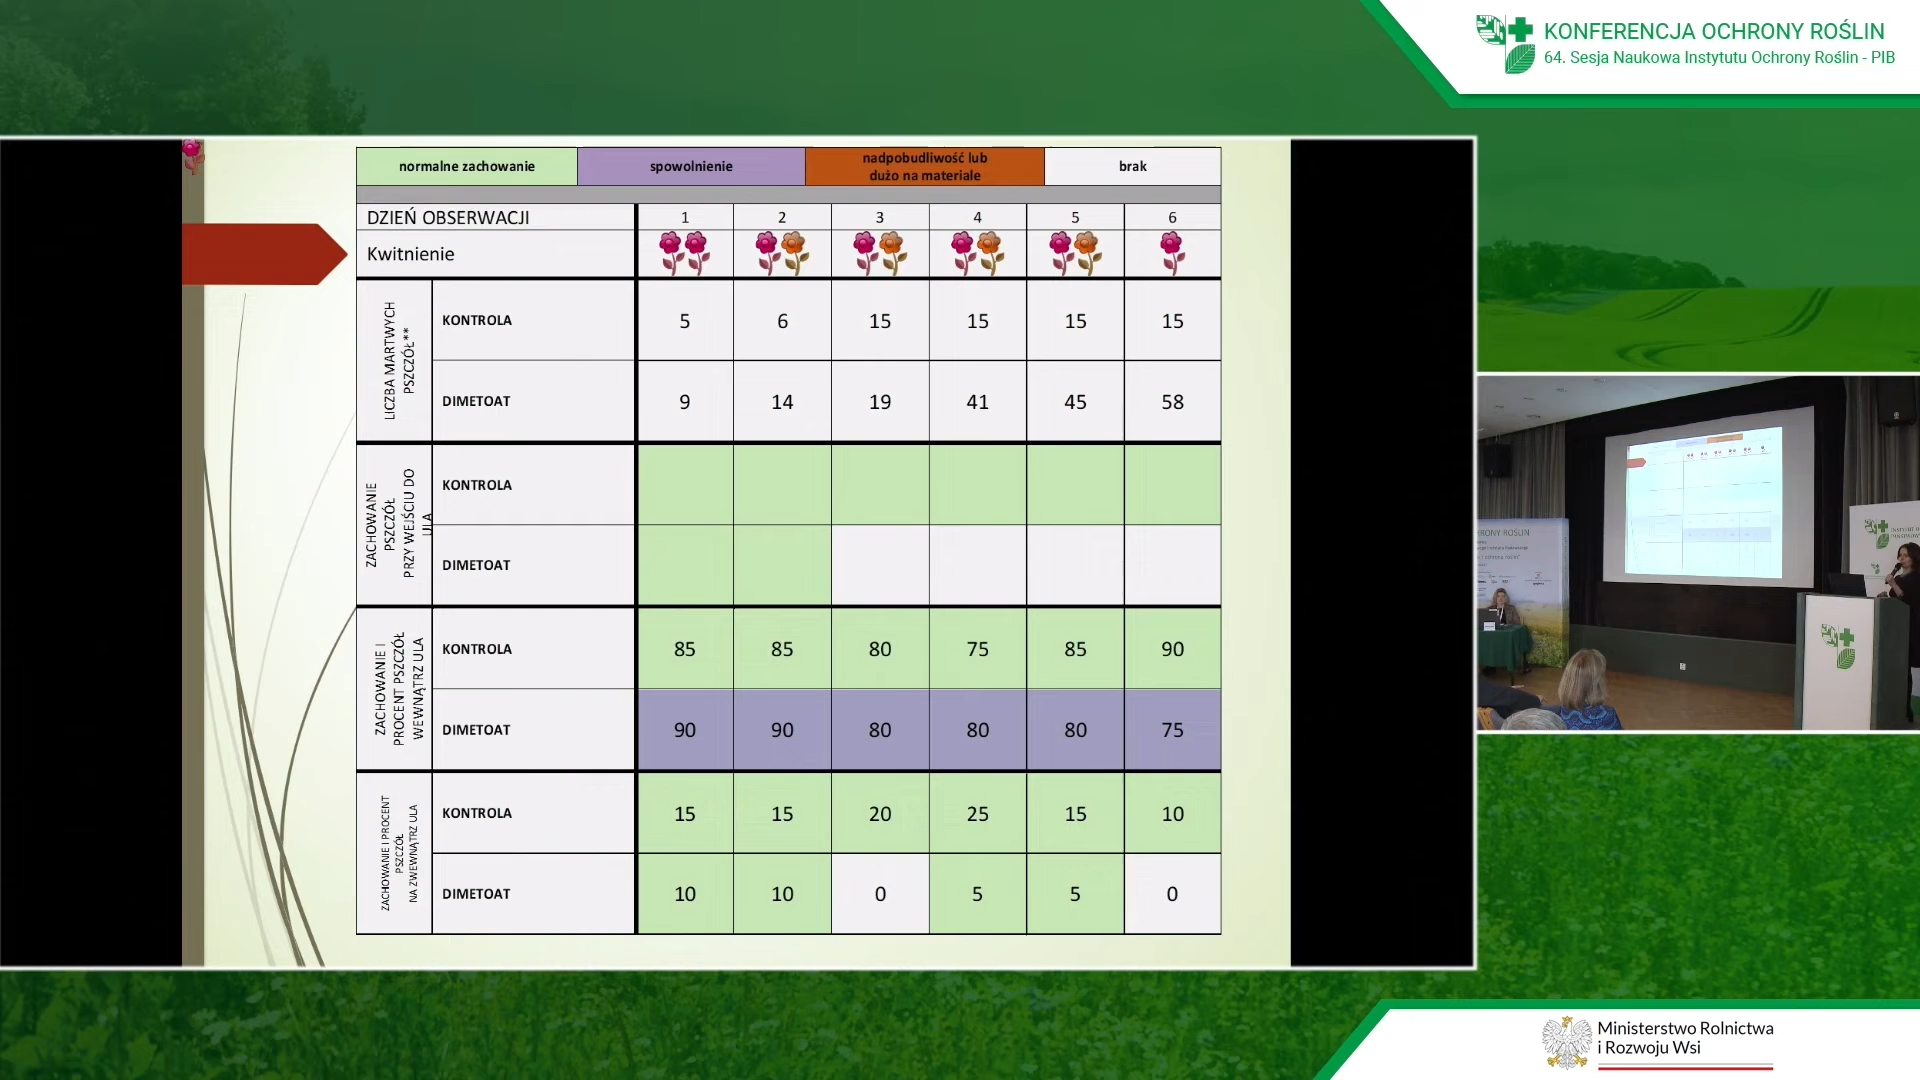 KONFERENCJA OCHRONY ROŚLIN
64. Sesja Naukowa Instytutu Ochrony Roślin - PIB
normalne zachowanie spowolnienie nadpobudliwość lub dużo na materiale brak
DZIEŃ OBSERWACJI 1 2 3 4 5 6
Kwitnienie
LICZBA MARTWYCH
PSZCZÓŁ**
KONTROLA 5 6 15 15 15 15
DIMETOAT 9 14 19 41 45 58
ZACHOWANIE
PSZCZÓŁ
PRZY WEJŚCIU DO
ULA
KONTROLA
DIMETOAT
ZACHOWANIE I
PROCENT PSZCZÓŁ
WEWNĄTRZ ULA
KONTROLA 85 85 80 75 85 90
DIMETOAT 90 90 80 80 80 75
ZACHOWANIE I PROCENT
PSZCZÓŁ
NA ZWEWNĄTRZ ULA
KONTROLA 15 15 20 25 15 10
DIMETOAT 10 10 0 5 5 0
Ministerstwo Rolnictwa
i Rozwoju Wsi